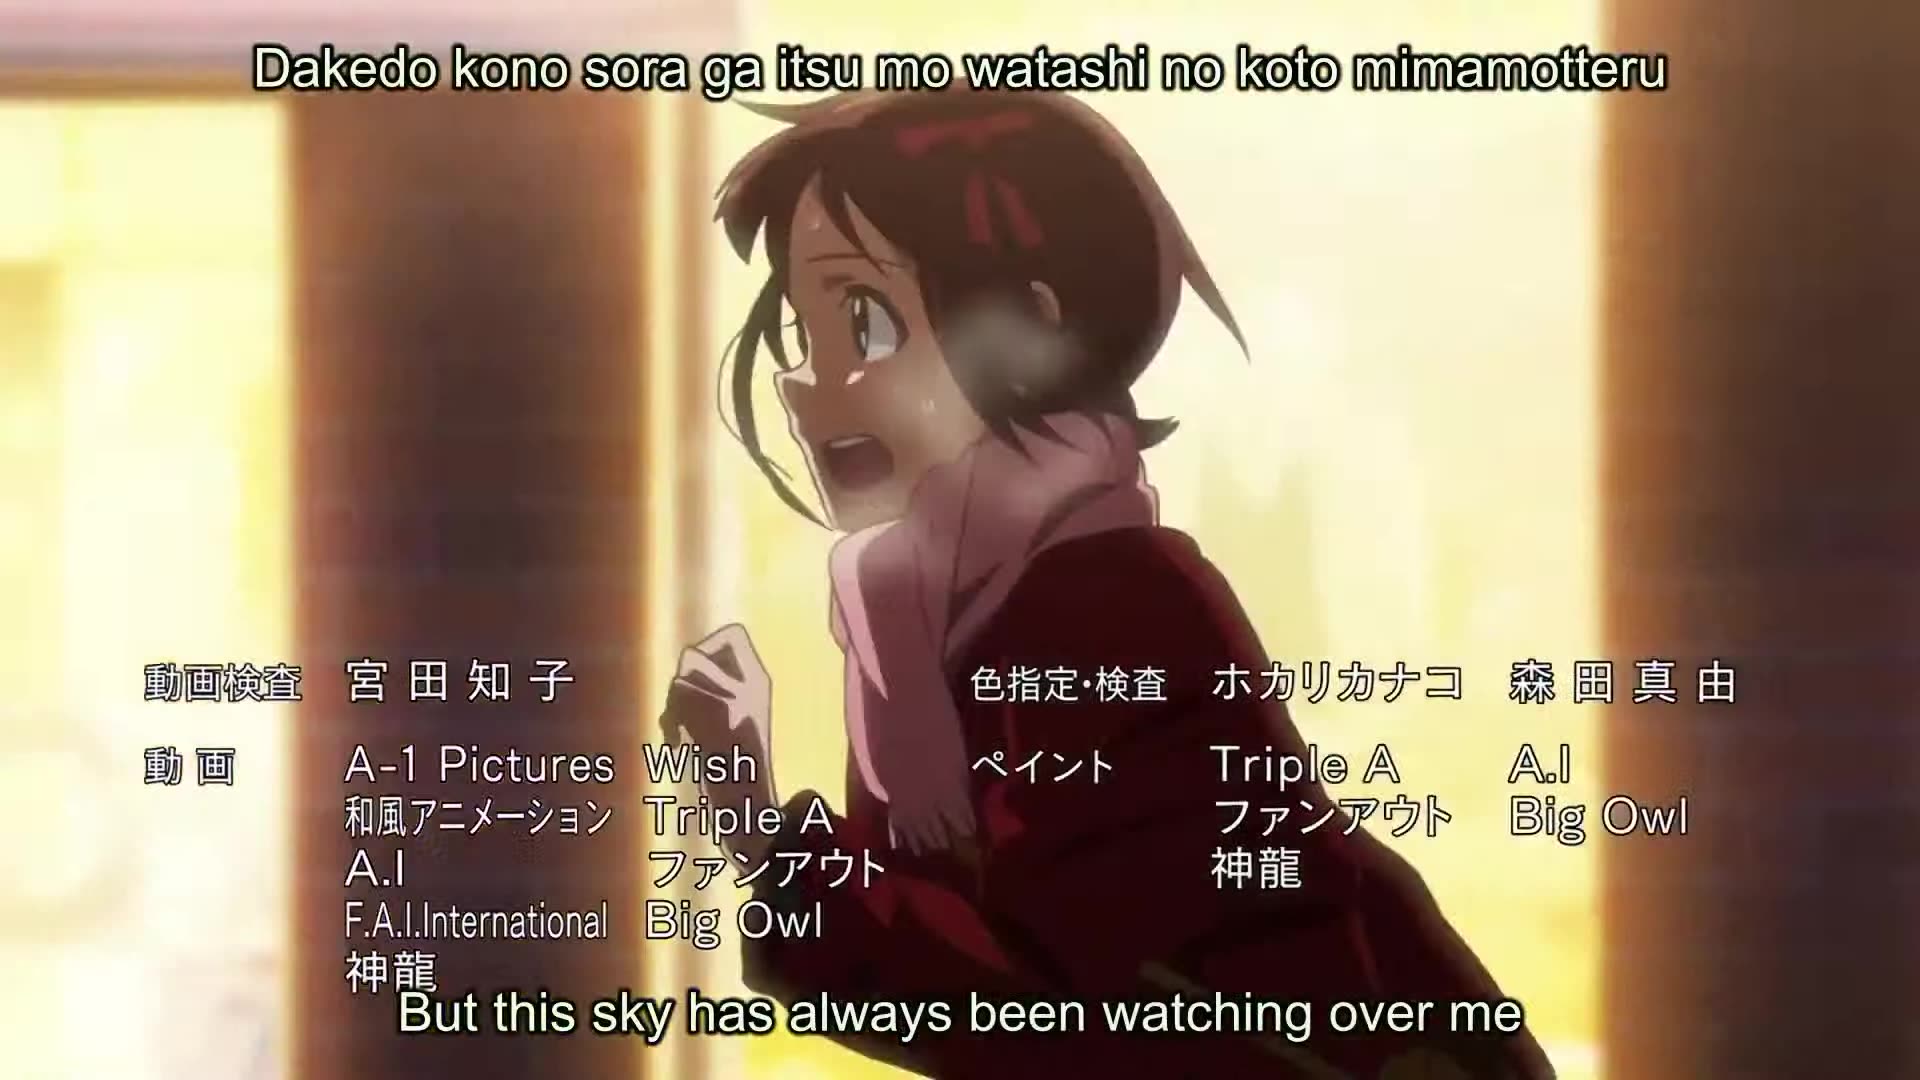 Dakedo kono sora ga itsu mo watashi no koto mimamotteru
動画検査 宮田知子
動画 A-1 Pictures Wish
和風アニメーション Triple A
A.I ファンアウト
F.A.I.International Big Owl
神龍
色指定・検査 ホカリカナコ 森田真由
ペイント Triple A A.I
ファンアウト Big Owl
神龍
But this sky has always been watching over me